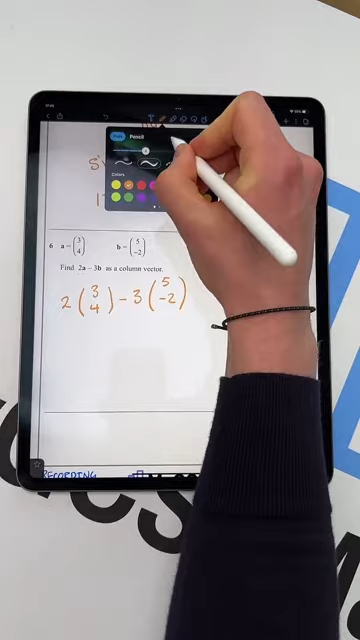 Pencil
Colors
6 a = (3 4) b = (5 -2)
Find 2a − 3b as a column vector.
2 (3 4) − 3 (5 -2)
RECORDING